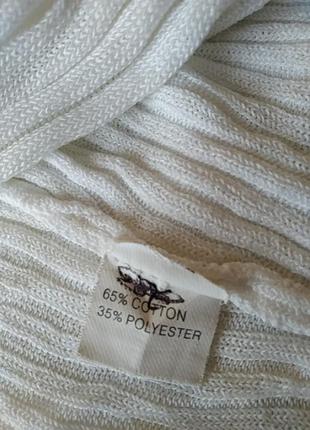 65% COTTON
35% POLYESTER